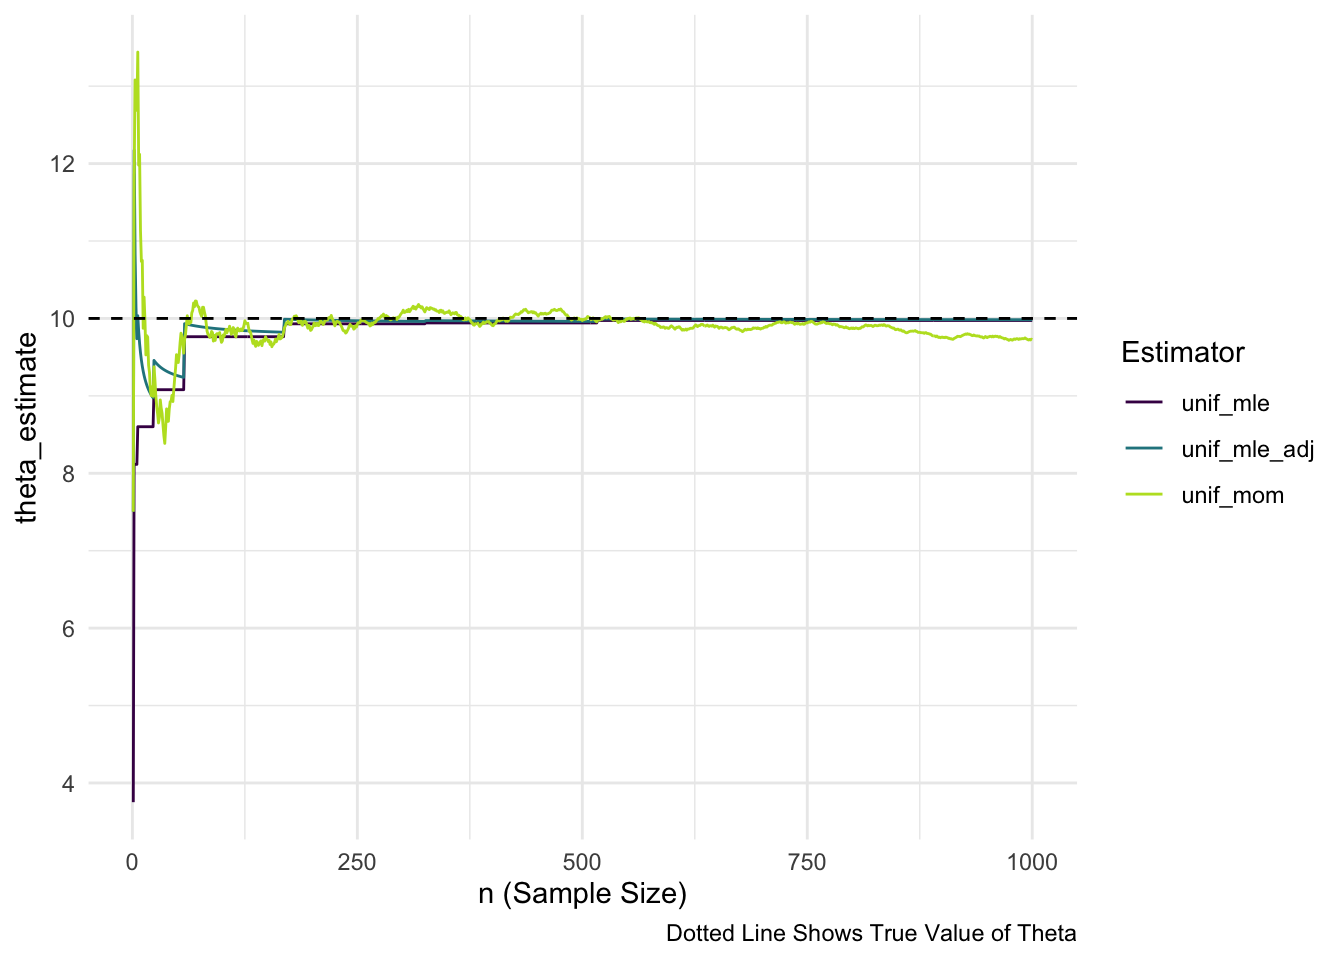 12
10
8
6
4
theta_estimate
0
250
500
750
1000
n (Sample Size)
Dotted Line Shows True Value of Theta
Estimator
unif_mle
unif_mle_adj
unif_mom